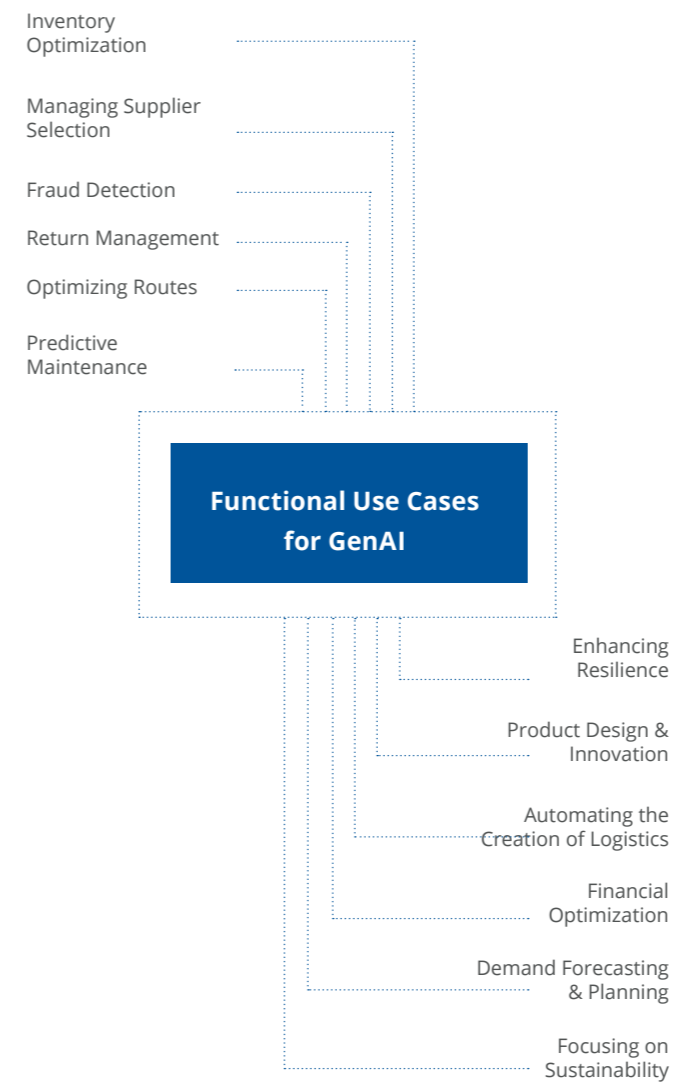 Inventory
Optimization
Managing Supplier
Selection
Fraud Detection
Return Management
Optimizing Routes
Predictive
Maintenance
Functional Use Cases
for GenAI
Enhancing
Resilience
Product Design &
Innovation
Automating the
Creation of Logistics
Financial
Optimization
Demand Forecasting
& Planning
Focusing on
Sustainability